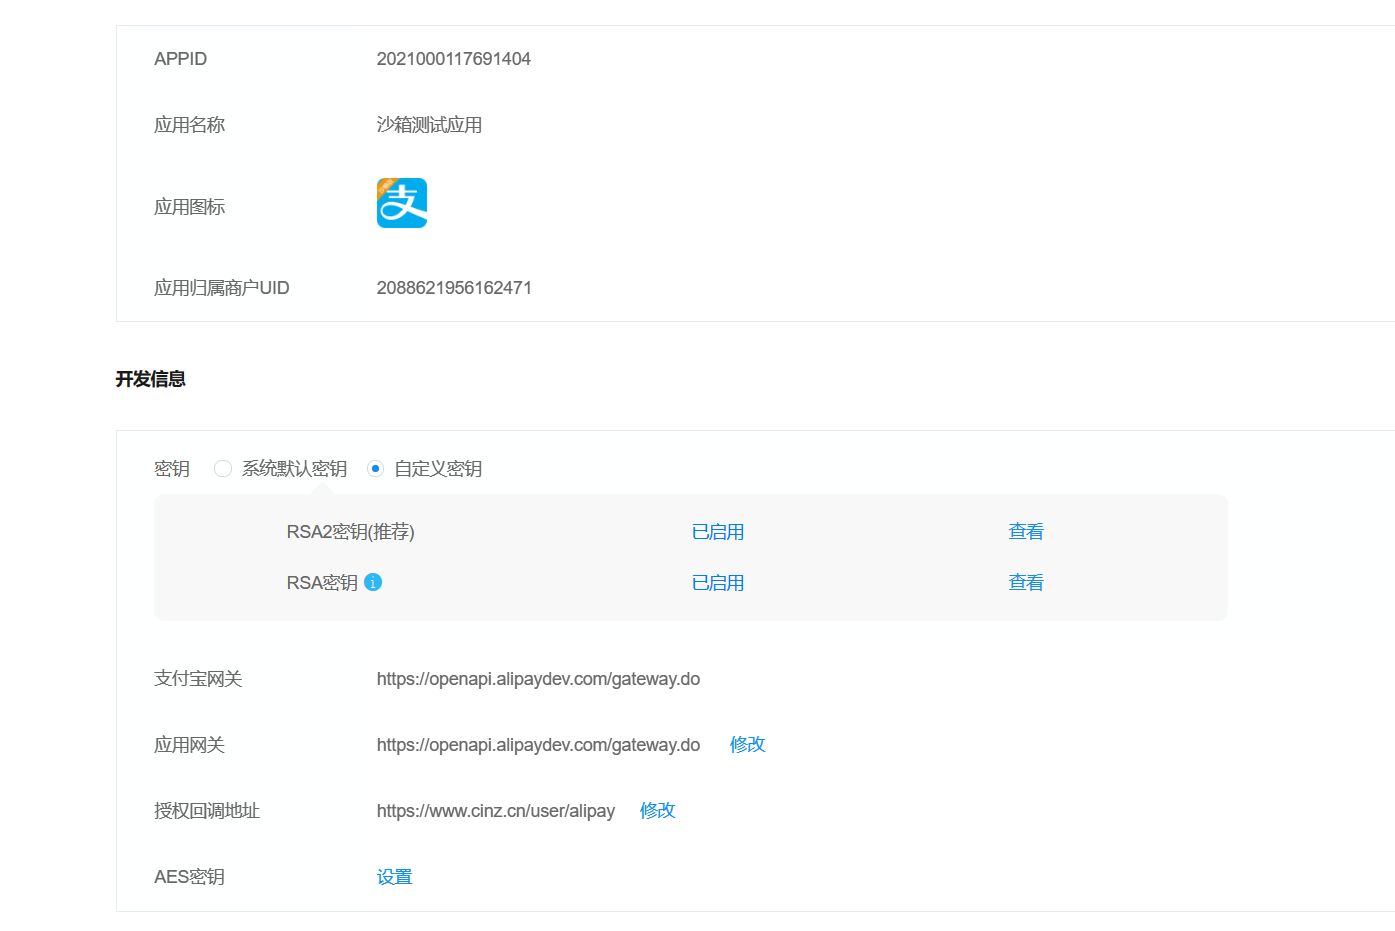 APPID 2021000117691404
应用名称 沙箱测试应用
应用图标 支
应用归属商户UID 2088621956162471
开发信息
密钥 系统默认密钥 自定义密钥
RSA2密钥(推荐) 已启用 查看
RSA密钥 已启用 查看
支付宝网关 https://openapi.alipaydev.com/gateway.do
应用网关 https://openapi.alipaydev.com/gateway.do 修改
授权回调地址 https://www.cinz.cn/user/alipay 修改
AES密钥 设置